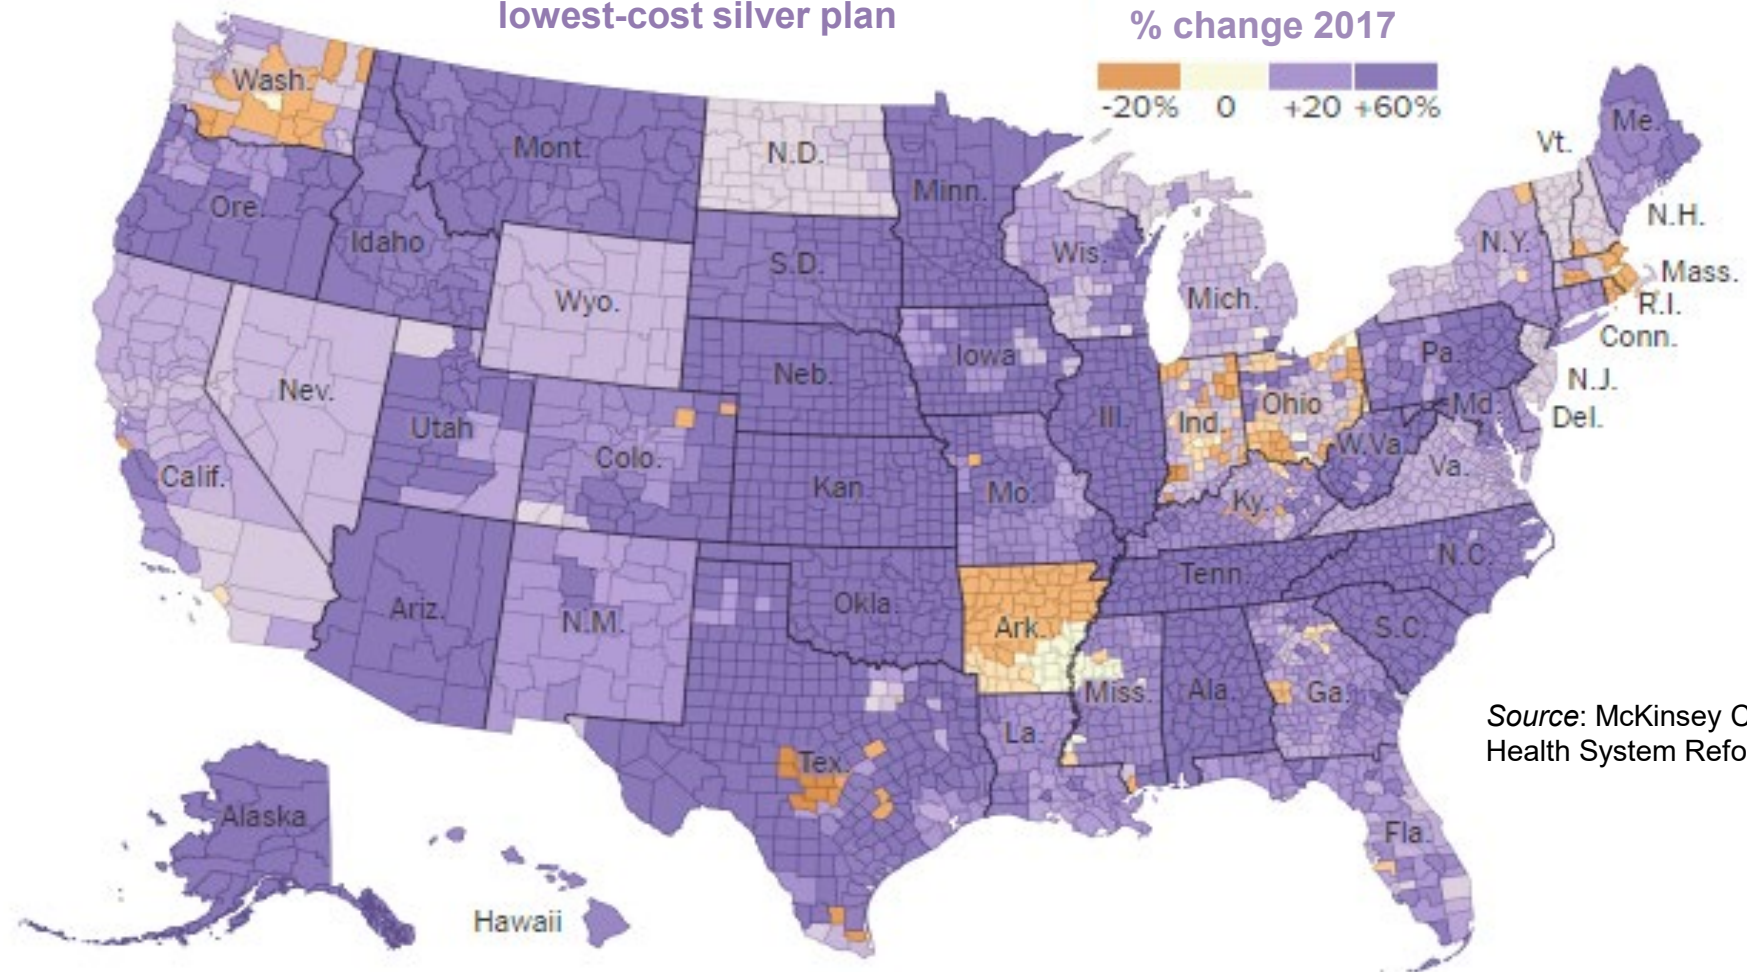 lowest-cost silver plan
% change 2017
-20% 0 +20 +60%
Wash.
Mont.
N.D.
Minn.
Vt.
Me.
Ore.
Idaho
S.D.
Wis.
N.Y.
N.H.
Wyo.
Mich.
Mass.
R.I.
Conn.
Nev.
Neb.
Iowa
Pa.
N.J.
Utah
Colo.
Ill.
Ind.
Ohio
Md.
Del.
Calif.
Kan.
Mo.
Ky.
W.Va.
Va.
Ariz.
N.M.
Okla.
Ark.
Tenn.
N.C.
Miss.
Ala.
Ga.
S.C.
Tex.
La.
Source: McKinsey
Health System
Alaska
Hawaii
Fla.